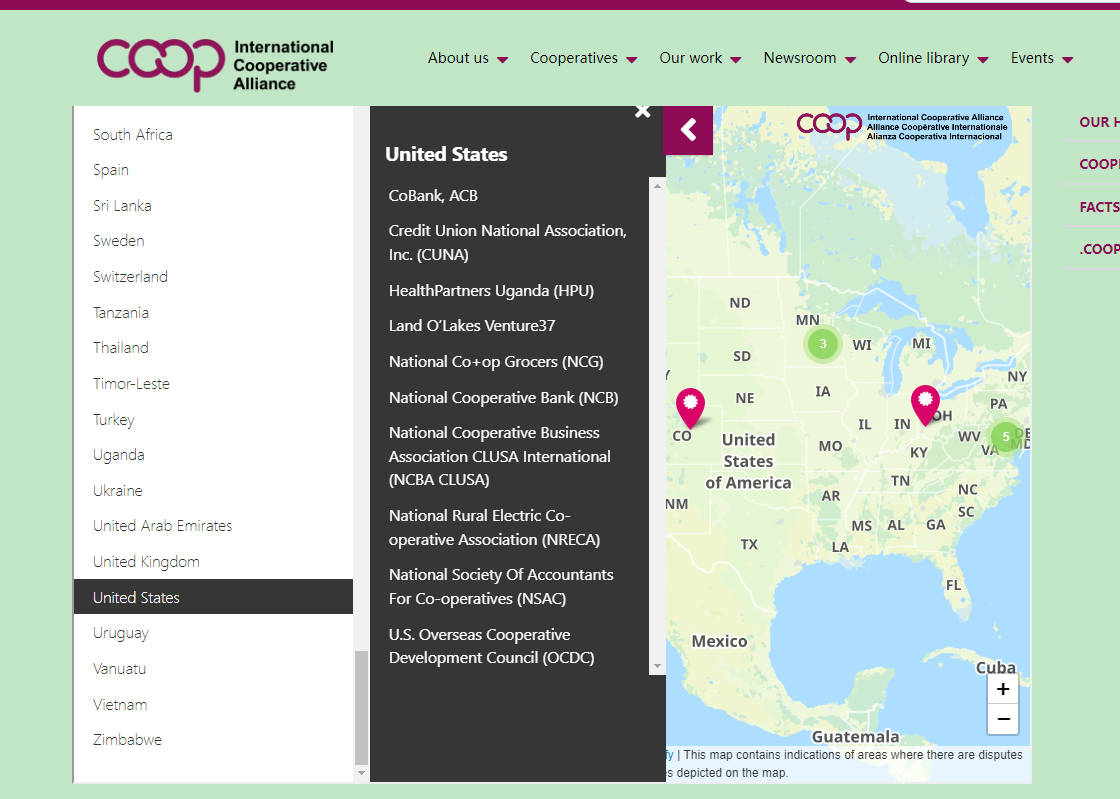 coop
International
Cooperative
Alliance
About us
Cooperatives
Our work
Newsroom
Online library
Events
South Africa
Spain
Sri Lanka
Sweden
Switzerland
Tanzania
Thailand
Timor-Leste
Turkey
Uganda
Ukraine
United Arab Emirates
United Kingdom
United States
Uruguay
Vanuatu
Vietnam
Zimbabwe
United States
CoBank, ACB
Credit Union National Association,
Inc. (CUNA)
HealthPartners Uganda (HPU)
Land O’Lakes Venture37
National Co+op Grocers (NCG)
National Cooperative Bank (NCB)
National Cooperative Business
Association CLUSA International
(NCBA CLUSA)
National Rural Electric Co-
operative Association (NRECA)
National Society Of Accountants
For Co-operatives (NSAC)
U.S. Overseas Cooperative
Development Council (OCDC)
coop
International Cooperative Alliance
Alliance Coopérative Internationale
Alianza Cooperativa Internacional
ND
MN
3
WI
MI
SD
NY
IA
NE
PA
OH
IL
IN
CO
United
States
of America
MO
KY
WV
VA
5
DE
MD
TN
NC
NM
AR
SC
MS
AL
GA
TX
LA
FL
Mexico
Cuba
+
−
Guatemala
fy | This map contains indications of areas where there are disputes
s depicted on the map.
OUR H
COOPE
FACTS
.COOP